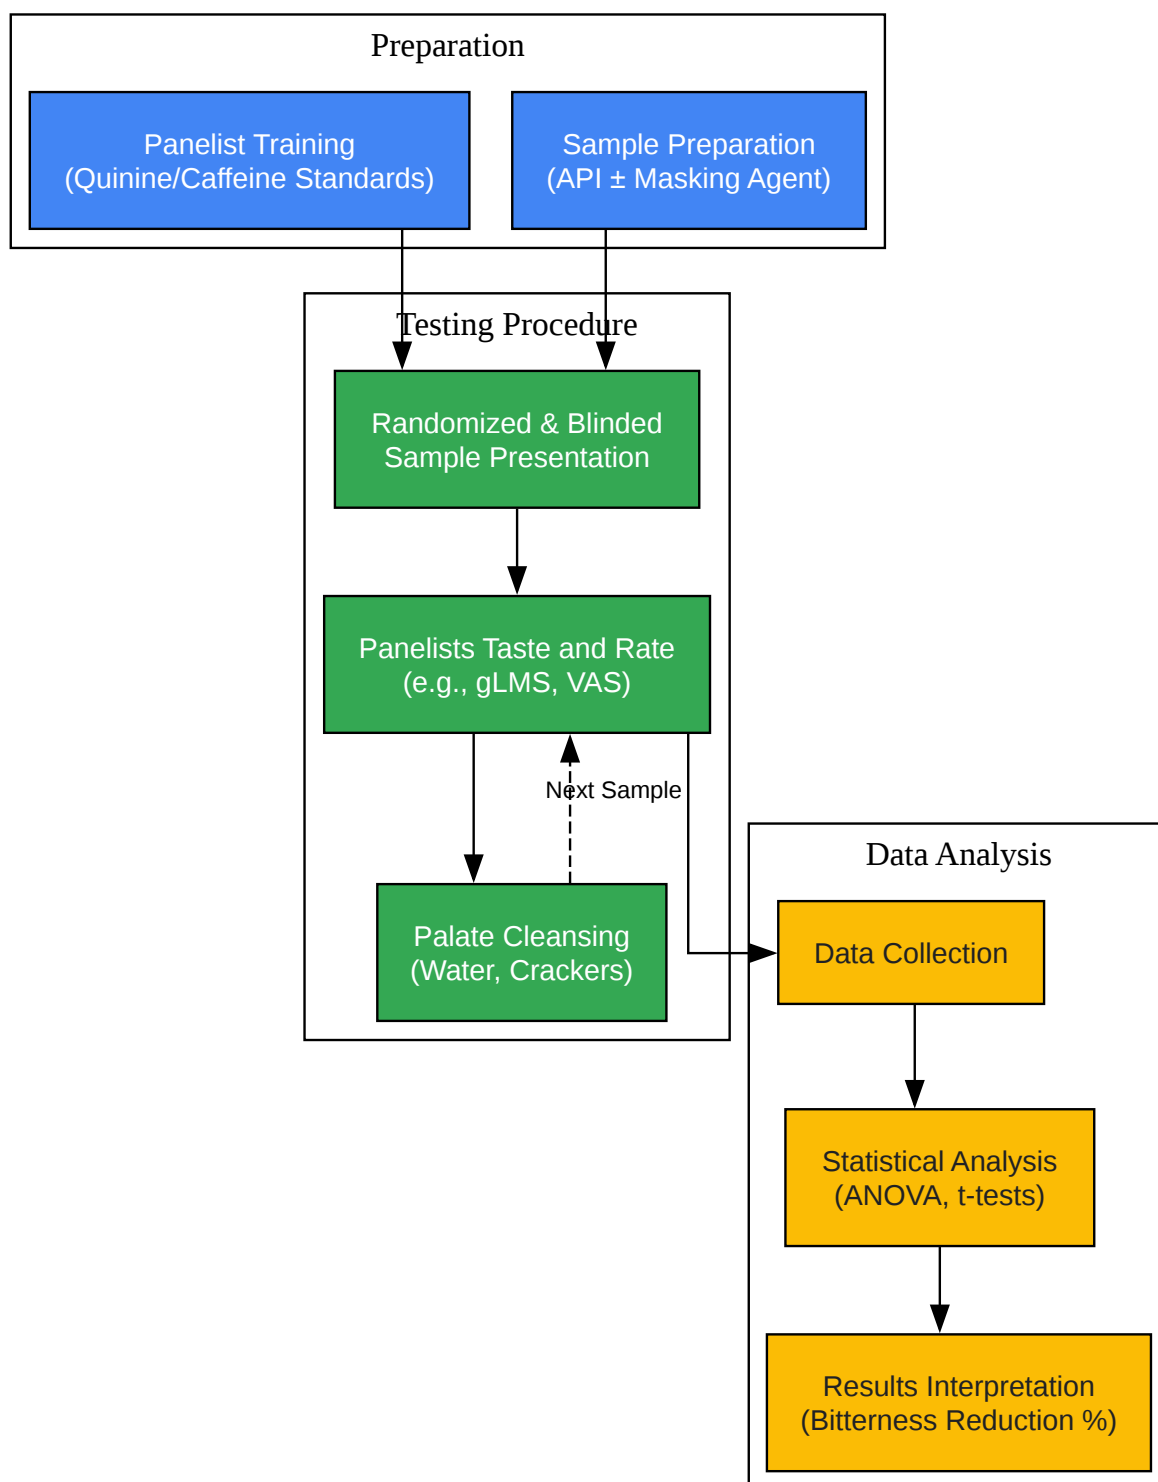 Preparation
Panelist Training
(Quinine/Caffeine Standards)
Sample Preparation
(API ± Masking Agent)
Testing Procedure
Randomized & Blinded
Sample Presentation
Panelists Taste and Rate
(e.g., gLMS, VAS)
Next Sample
Palate Cleansing
(Water, Crackers)
Data Analysis
Data Collection
Statistical Analysis
(ANOVA, t-tests)
Results Interpretation
(Bitterness Reduction %)